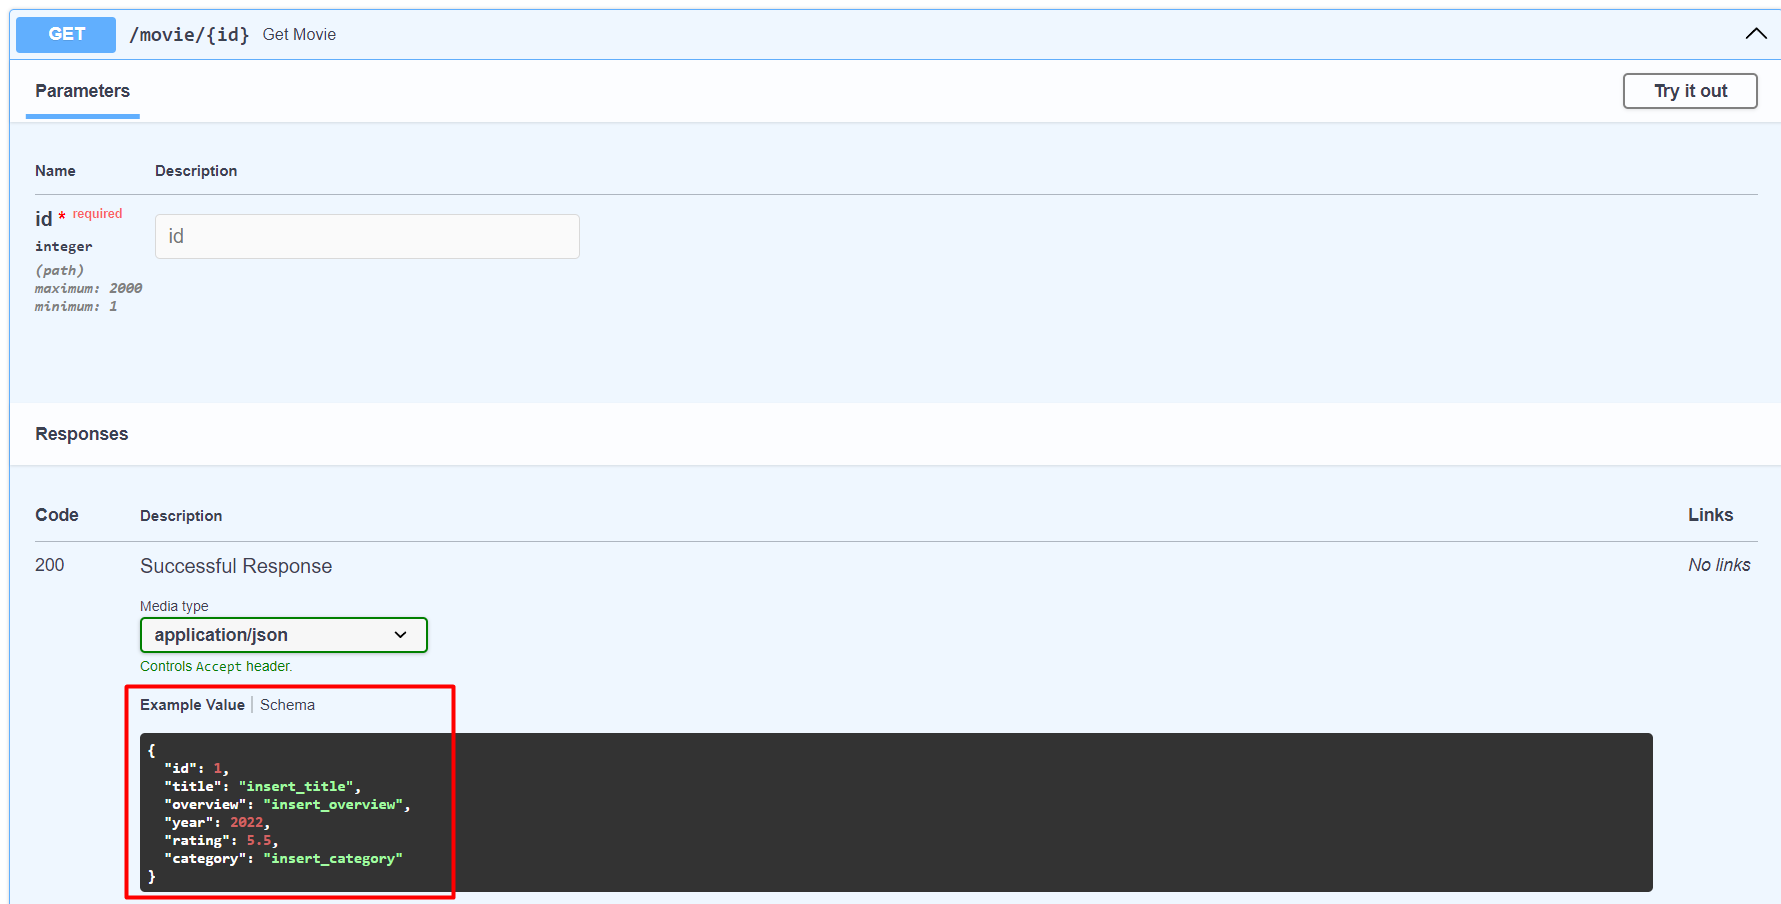 GET /movie/{id} Get Movie
Parameters
Try it out
Name Description
id * required
id
integer
(path)
maximum: 2000
minimum: 1
Responses
Code Description Links
200 Successful Response No links
Media type
application/json
Controls Accept header.
Example Value Schema
{
"id": 1,
"title": "insert_title",
"overview": "insert_overview",
"year": 2022,
"rating": 5.5,
"category": "insert_category"
}